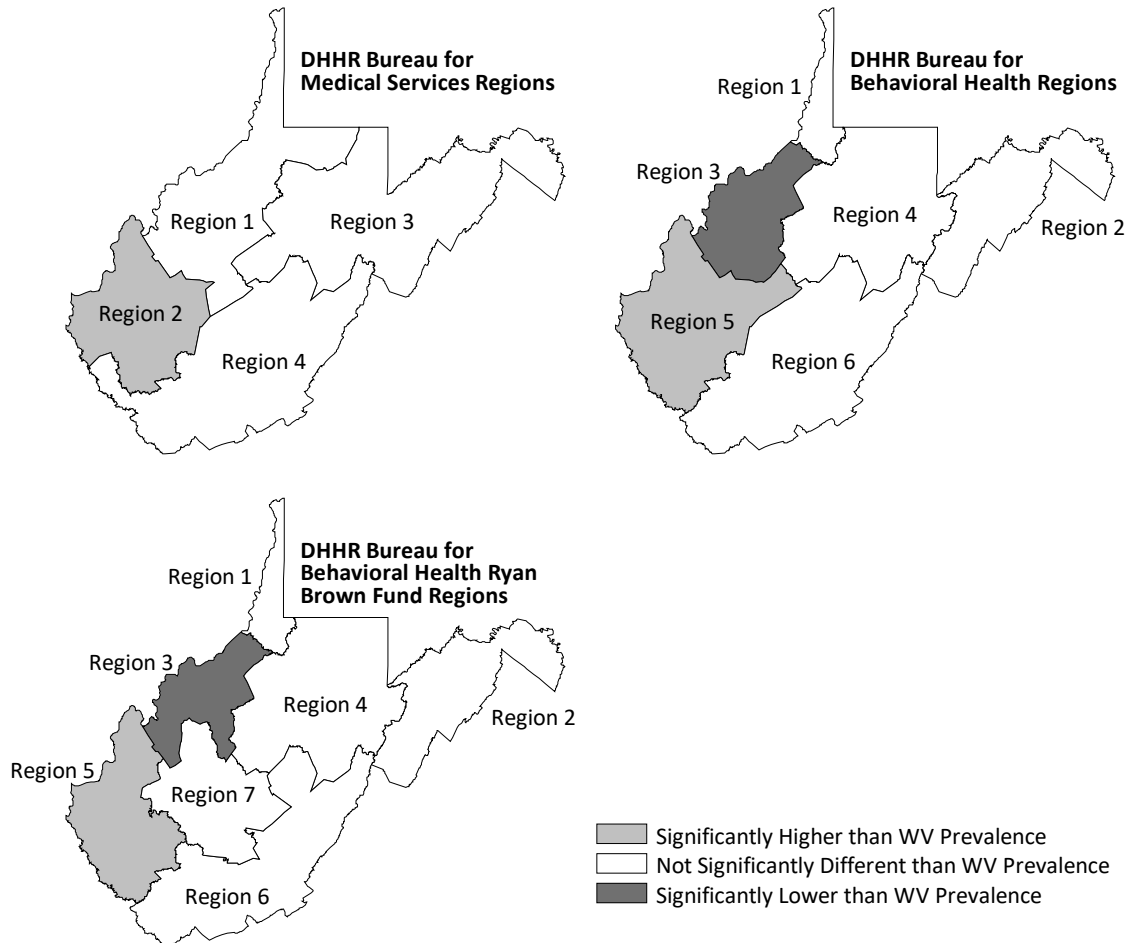 DHHR Bureau for
Medical Services Regions
Region 1
Region 3
Region 2
Region 4
DHHR Bureau for
Behavioral Health Regions
Region 1
Region 3
Region 4
Region 2
Region 5
Region 6
DHHR Bureau for
Behavioral Health Ryan
Brown Fund Regions
Region 1
Region 3
Region 4
Region 2
Region 5
Region 7
Region 6
Significantly Higher than WV Prevalence
Not Significantly Different than WV Prevalence
Significantly Lower than WV Prevalence